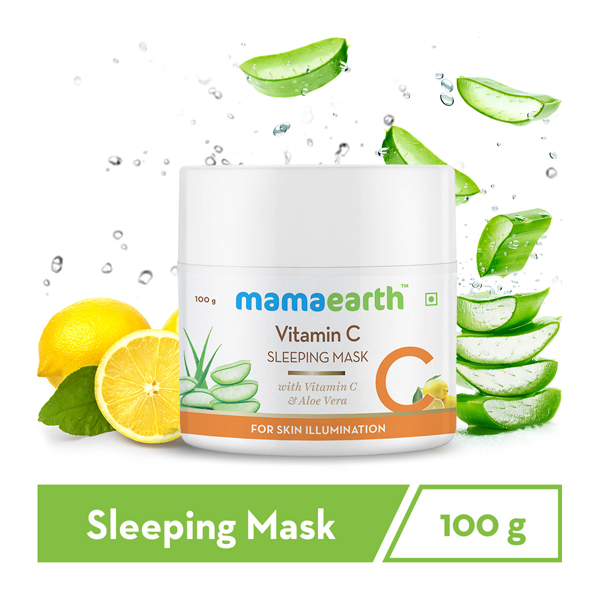 100 g
mamaearth™
Vitamin C
SLEEPING MASK
with Vitamin C
& Aloe Vera
C
FOR SKIN ILLUMINATION
Sleeping Mask
100 g